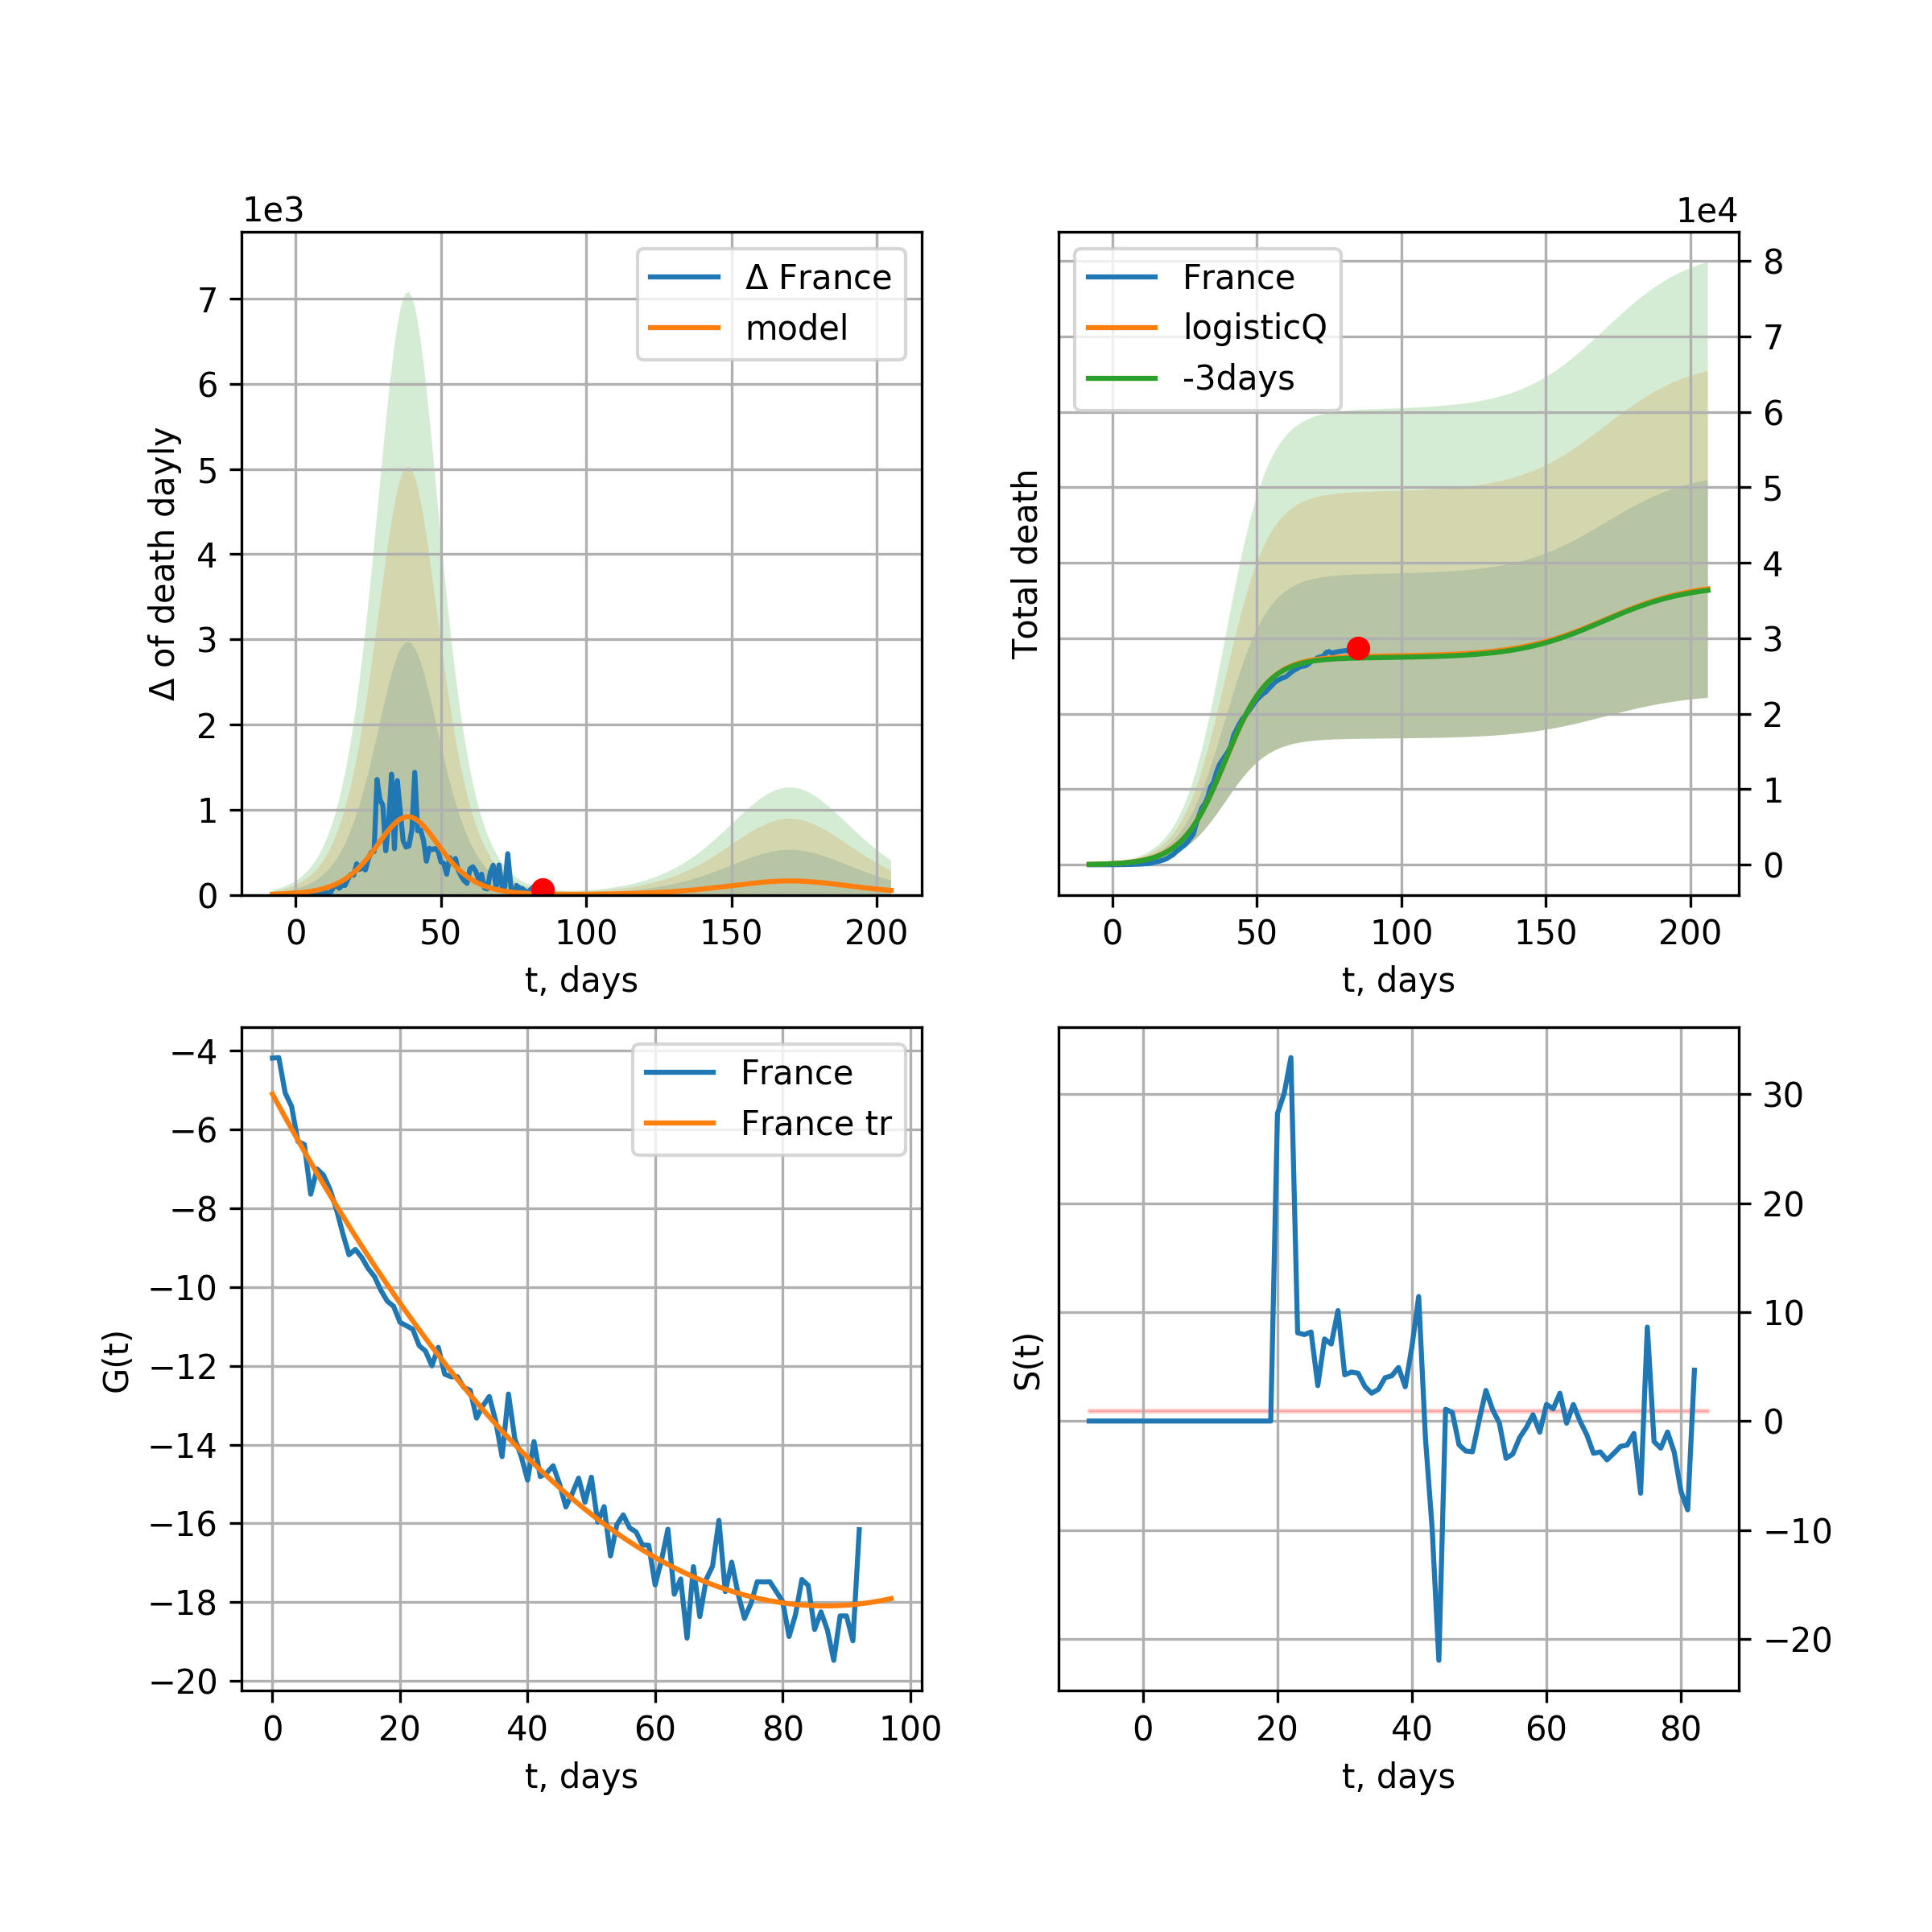 1e3
7
6
5
4
3
2
1
0
Δ of death dayly
Δ France
model
0 50 100 150 200
t, days
1e4
8
7
6
5
4
3
2
1
0
Total death
France
logisticQ
-3days
0 50 100 150 200
t, days
−4
−6
−8
−10
−12
−14
−16
−18
−20
G(t)
France
France tr
0 20 40 60 80 100
t, days
30
20
10
0
−10
−20
S(t)
0 20 40 60 80
t, days